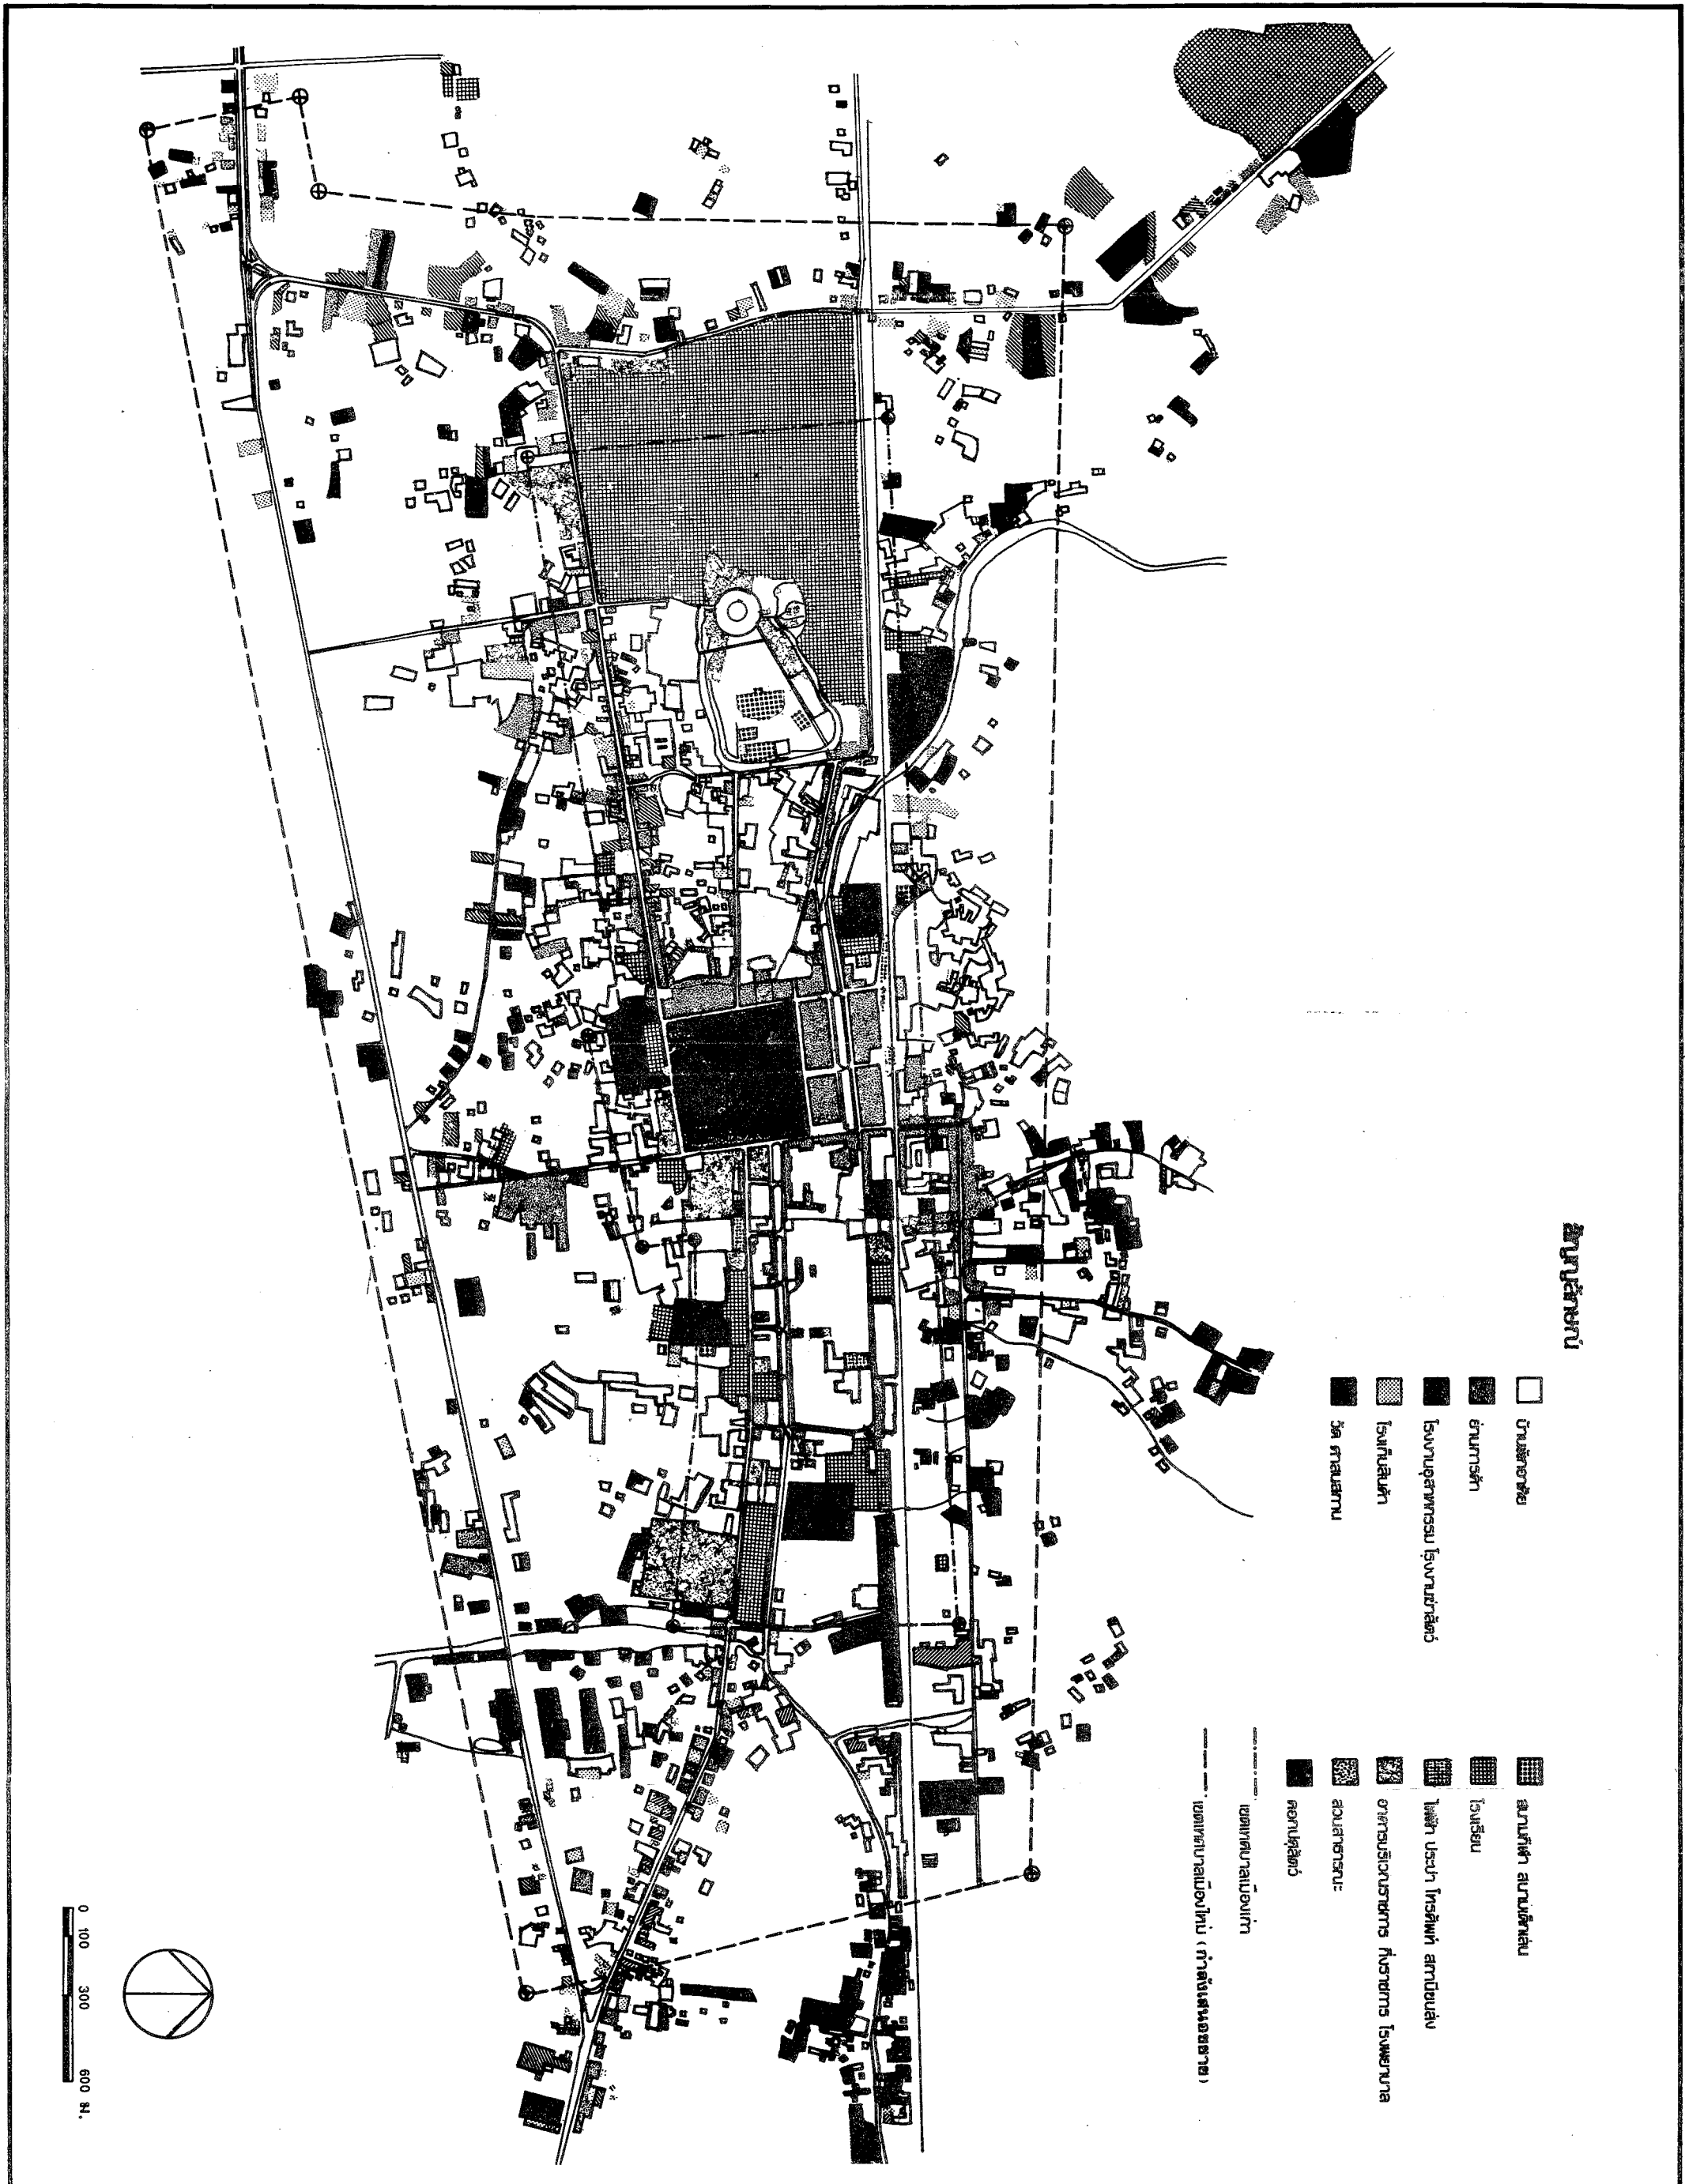 สัญญลักษณ์
บ้านพักอาศัย
ย่านการค้า
โรงงานอุตสาหกรรม โรงงานฆ่าสัตว์
โรงเก็บสินค้า
วัด ศาสนสถาน
สนามกีฬา สนามเด็กเล่น
โรงเรียน
ไฟฟ้า ประปา โทรศัพท์ สถานีขนส่ง
อาคารบริเวณราชการ กึ่งราชการ โรงพยาบาล
สวนสาธารณะ
คอกปศุสัตว์
เขตเทศบาลเมืองเก่า
เขตเทศบาลเมืองใหม่ (กำลังเสนอขยาย)
0 100 300 600 ม.